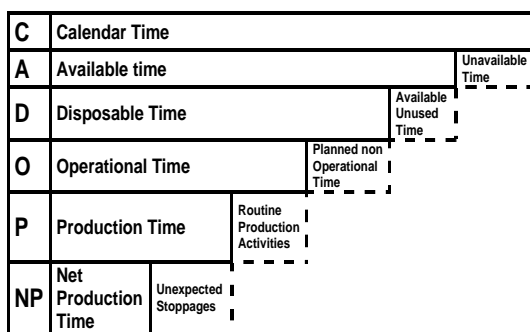 C Calendar Time
A Available time
Unavailable
Time
D Disposable Time
Available
Unused
Time
O Operational Time
Planned non
Operational
Time
P Production Time
Routine
Production
Activities
NP
Net
Production
Time
Unexpected
Stoppages